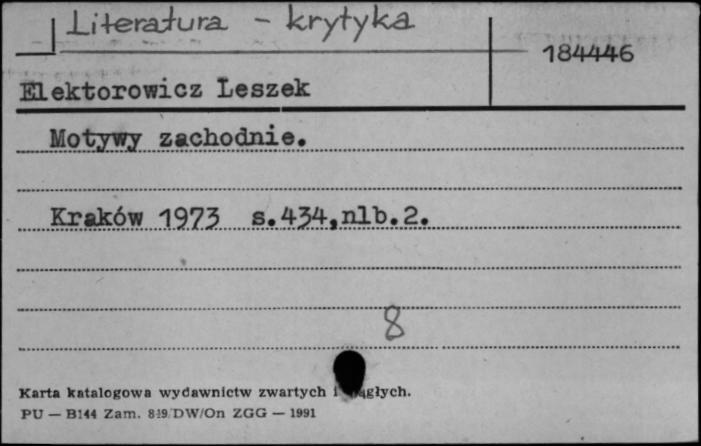 Literatura - krytyka
184446
Elektorowicz Leszek
Motywy zachodnie.
Kraków 1973 s.434,nlb.2.
8
Karta katalogowa wydawnictw zwartych i
PU — B144 Zam. 849/DW/On ZGG — 1991